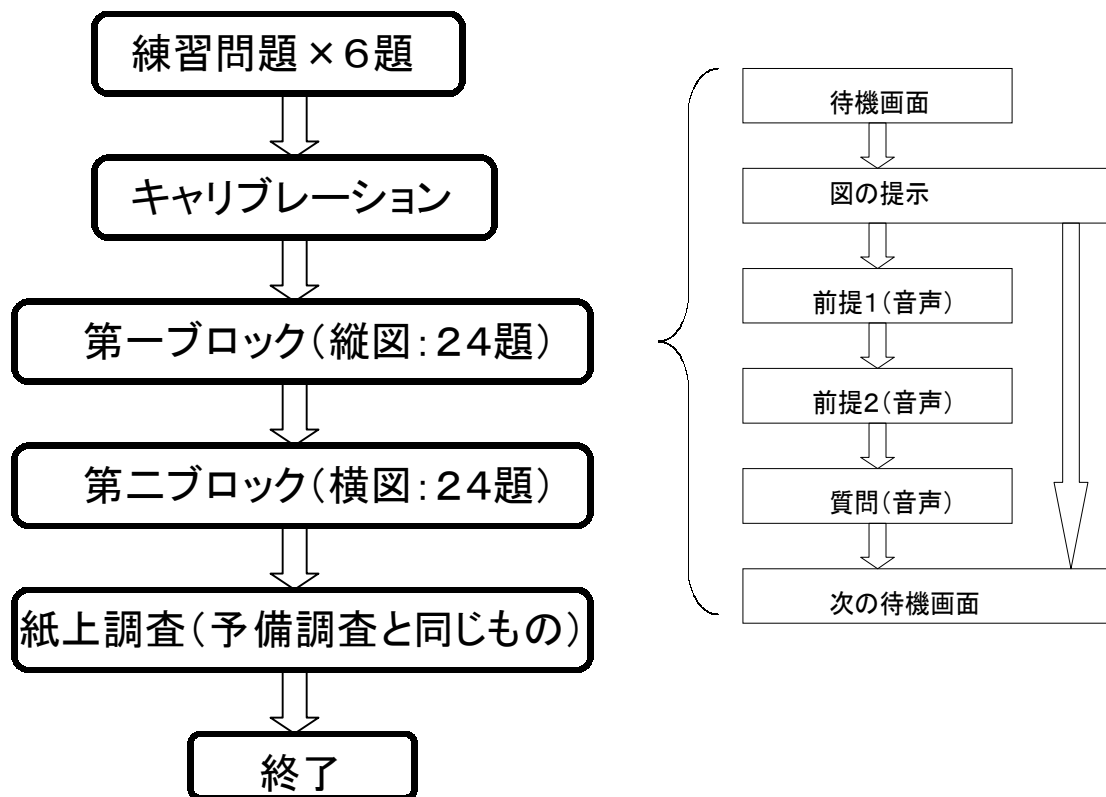 練習問題×６題
キャリブレーション
第一ブロック（縦図：２４題）
第二ブロック（横図：２４題）
紙上調査（予備調査と同じもの）
終了
待機画面
図の提示
前提1（音声）
前提2（音声）
質問（音声）
次の待機画面